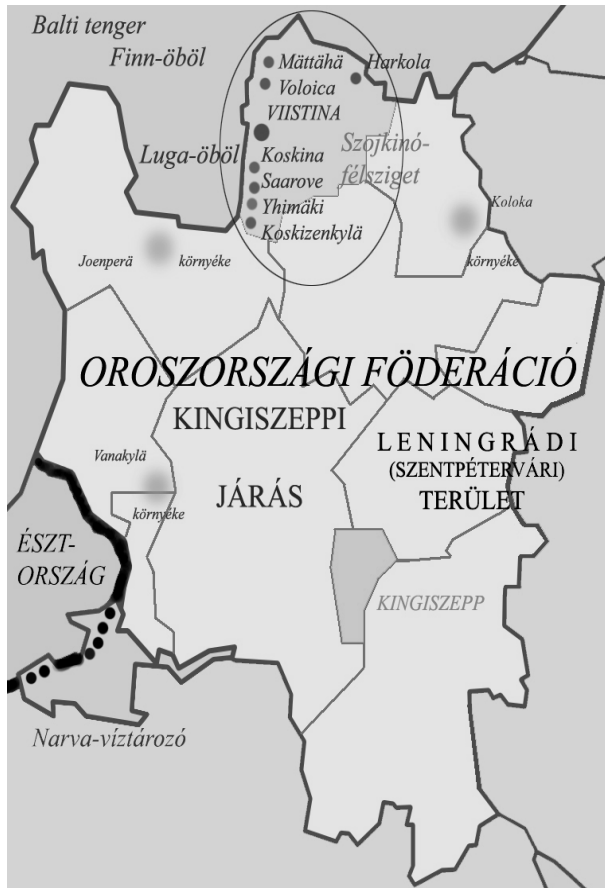 Balti tenger
Finn-öböl
Mättähä
Harkola
Voloica
VIISTINA
Luga-öböl
Szojkinó-
félsziget
Koskina
Saarove
Yhimäki
Koskizenkylä
Koloka
környéke
Joenperä környéke
OROSZORSZÁGI FÖDERÁCIÓ
KINGISZEPPI
JÁRÁS
LENINGRÁDI
(SZENTPÉTERVÁRI)
TERÜLET
Vanakylä
környéke
ÉSZT-
ORSZÁG
KINGISZEPP
Narva-víztározó